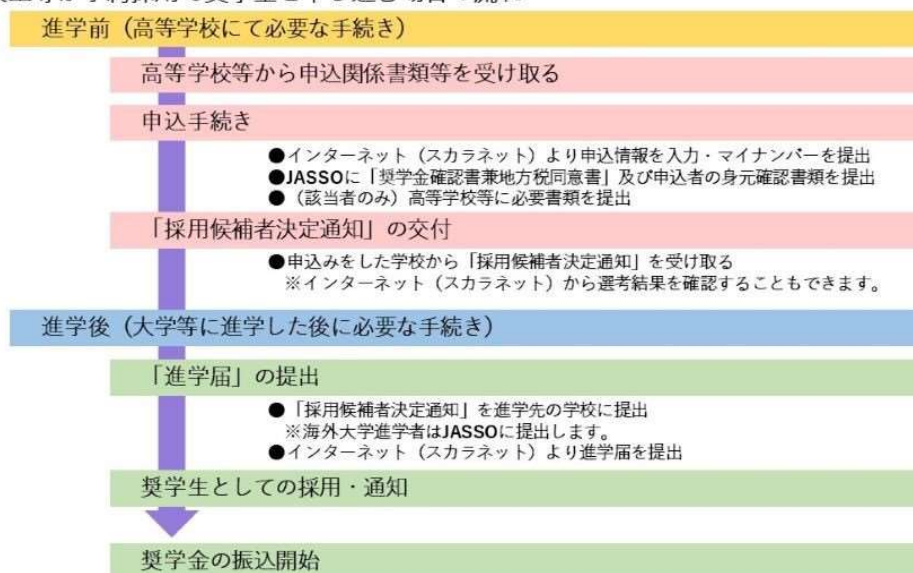 進学前（高等学校にて必要な手続き）
高等学校等から申込関係書類等を受け取る
申込手続き
●インターネット（スカラネット）より申込情報を入力・マイナンバーを提出
●JASSOに「奨学金確認書兼地方税同意書」及び申込者の身元確認書類を提出
●（該当者のみ）高等学校等に必要書類を提出
「採用候補者決定通知」の交付
●申込みをした学校から「採用候補者決定通知」を受け取る
※インターネット（スカラネット）から選考結果を確認することもできます。
進学後（大学等に進学した後に必要な手続き）
「進学届」の提出
●「採用候補者決定通知」を進学先の学校に提出
※海外大学進学者はJASSOに提出します。
●インターネット（スカラネット）より進学届を提出
奨学生としての採用・通知
奨学金の振込開始